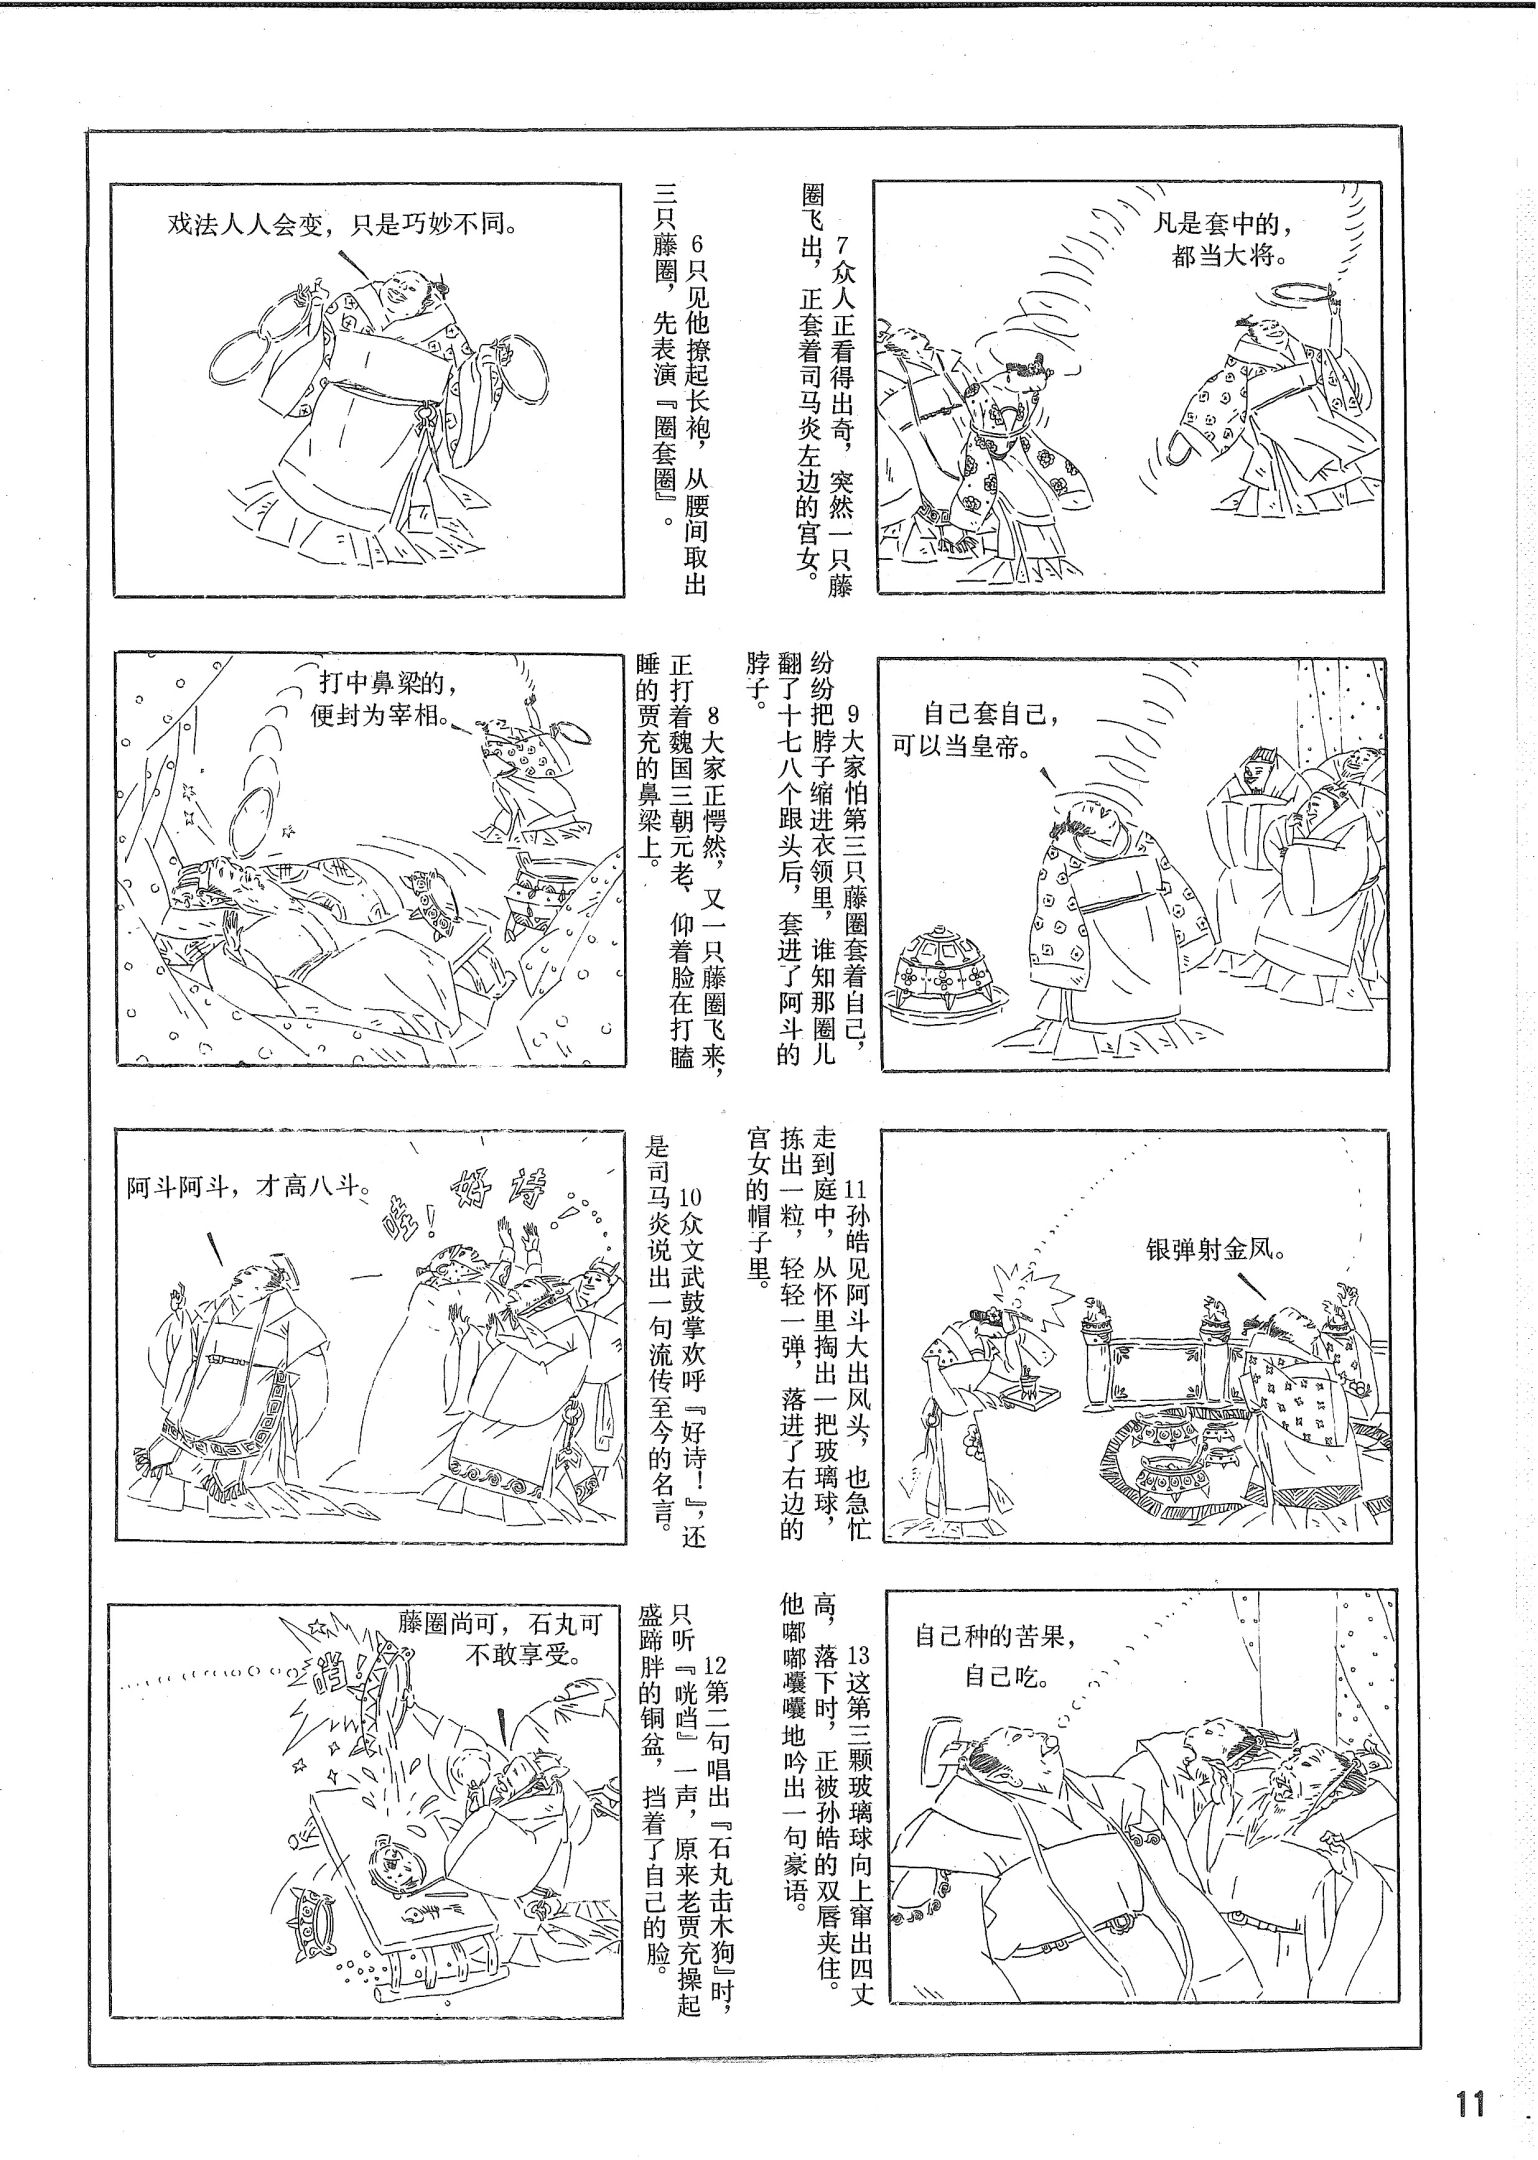 戏法人人会变，只是巧妙不同。
6只见他撩起长袍，从腰间取出
三只藤圈，先表演『圈套圈』。
凡是套中的，
都当大将。
7众人正看得出奇，突然一只藤
圈飞出，正套着司马炎左边的宫女。
打中鼻梁的，
便封为宰相。
8大家正愕然，又一只藤圈飞来，
正打着魏国三朝元老、仰着脸在打瞌
睡的贾充的鼻梁上。
自己套自己，
可以当皇帝。
9大家怕第三只藤圈套着自己，
纷纷把脖子缩进衣领里，谁知那圈儿
翻了十七八个跟头后，套进了阿斗的
脖子。
阿斗阿斗，才高八斗。
哇！
好诗
10众文武鼓掌欢呼『好诗！』，还
是司马炎说出一句流传至今的名言。
银弹射金凤。
11孙皓见阿斗大出风头，也急忙
走到庭中，从怀里掏出一把玻璃球，
拣出一粒，轻轻一弹，落进了右边的
宫女的帽子里。
藤圈尚可，石丸可
不敢享受。
当！
12第二句唱出『石丸击木狗』时，
只听『咣当』一声，原来老贾充操起
盛蹄胖的铜盆，挡着了自己的脸。
自己种的苦果，
自己吃。
13这第三颗玻璃球向上窜出四丈
高，落下时，正被孙皓的双唇夹住。
他嘟嘟囔囔地吟出一句豪语。
11